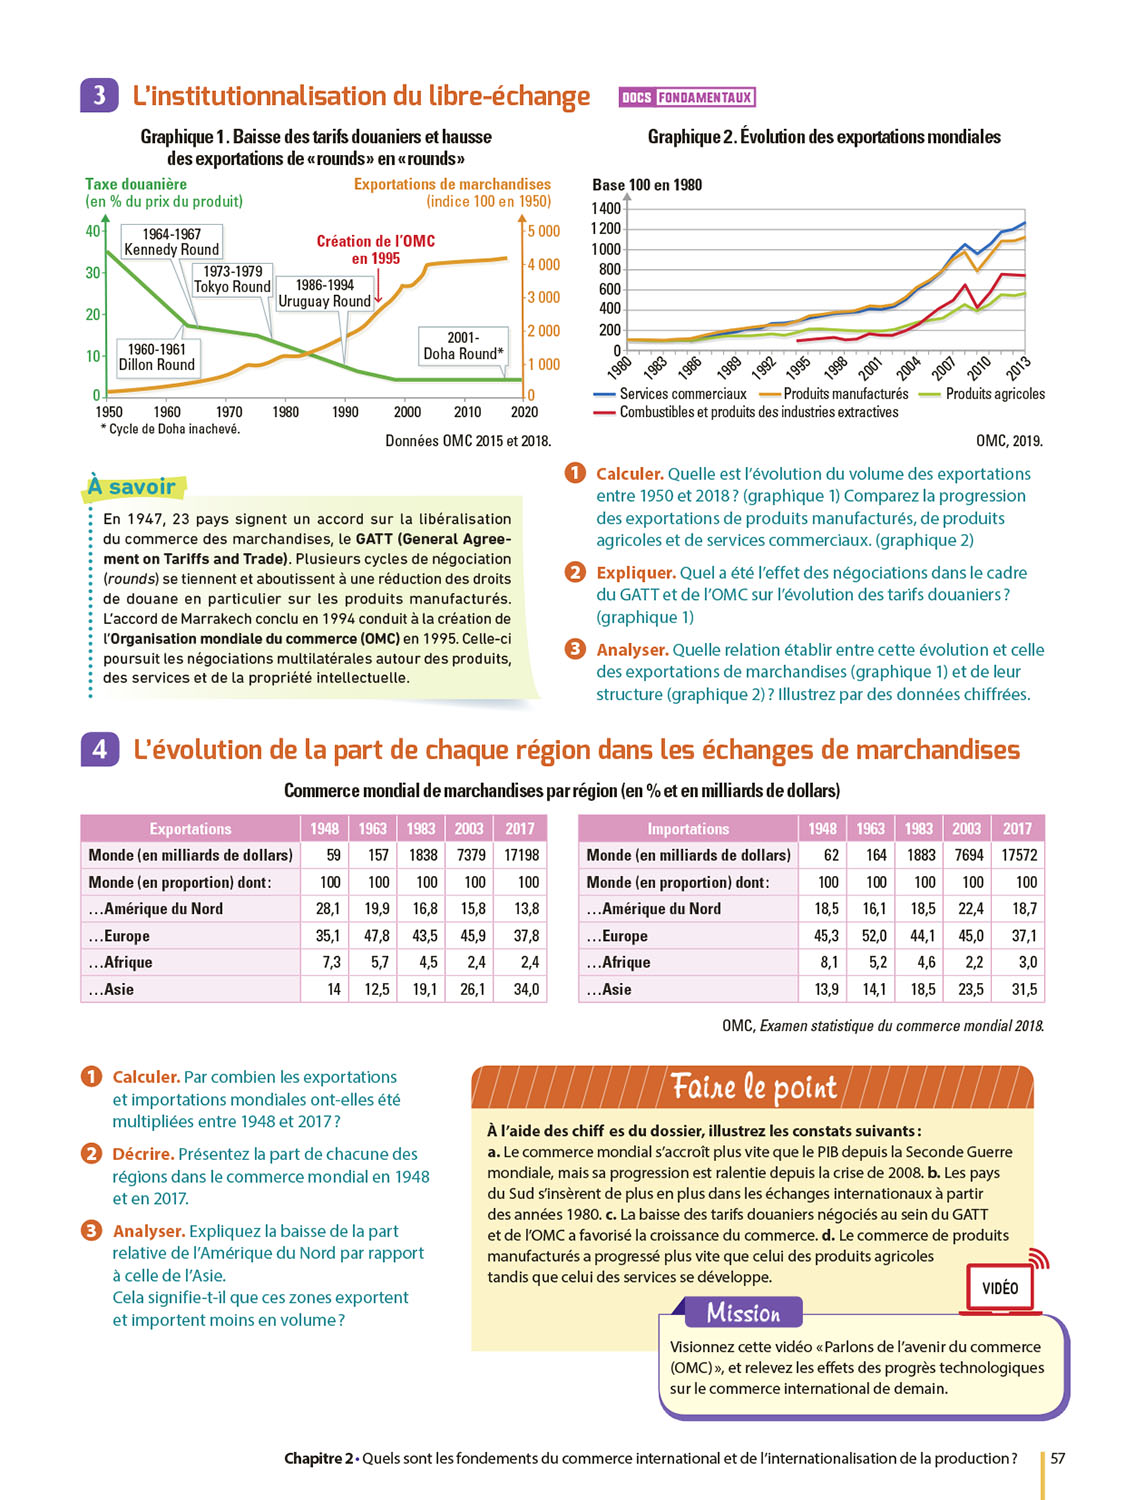 3 L'institutionnalisation du libre-échange DOCS FONDAMENTAUX
Graphique 1. Baisse des tarifs douaniers et hausse
des exportations de «rounds» en «rounds»
Taxe douanière
(en % du prix du produit)
Exportations de marchandises
(indice 100 en 1950)
40
30
20
10
0
1964-1967
Kennedy Round
1973-1979
Tokyo Round
1986-1994
Uruguay Round
Création de l'OMC
en 1995
1960-1961
Dillon Round
2001-
Doha Round*
5 000
4 000
3 000
2 000
1 000
0
1950 1960 1970 1980 1990 2000 2010 2020
* Cycle de Doha inachevé.
Données OMC 2015 et 2018.
Graphique 2. Évolution des exportations mondiales
Base 100 en 1980
1400
1200
1000
800
600
400
200
0
1980 1983 1986 1989 1992 1995 1998 2001 2004 2007 2010 2013
Services commerciaux Produits manufacturés Produits agricoles
Combustibles et produits des industries extractives
OMC, 2019.
À savoir
En 1947, 23 pays signent un accord sur la libéralisation
du commerce des marchandises, le GATT (General Agree-
ment on Tariffs and Trade). Plusieurs cycles de négociation
(rounds) se tiennent et aboutissent à une réduction des droits
de douane en particulier sur les produits manufacturés.
L'accord de Marrakech conclu en 1994 conduit à la création de
l'Organisation mondiale du commerce (OMC) en 1995. Celle-ci
poursuit les négociations multilatérales autour des produits,
des services et de la propriété intellectuelle.
1 Calculer. Quelle est l'évolution du volume des exportations
entre 1950 et 2018 ? (graphique 1) Comparez la progression
des exportations de produits manufacturés, de produits
agricoles et de services commerciaux. (graphique 2)
2 Expliquer. Quel a été l'effet des négociations dans le cadre
du GATT et de l'OMC sur l'évolution des tarifs douaniers ?
(graphique 1)
3 Analyser. Quelle relation établir entre cette évolution et celle
des exportations de marchandises (graphique 1) et de leur
structure (graphique 2) ? Illustrez par des données chiffrées.
4 L'évolution de la part de chaque région dans les échanges de marchandises
Commerce mondial de marchandises par région (en % et en milliards de dollars)
Exportations 1948 1963 1983 2003 2017
Monde (en milliards de dollars) 59 157 1838 7379 17198
Monde (en proportion) dont : 100 100 100 100 100
...Amérique du Nord 28,1 19,9 16,8 15,8 13,8
...Europe 35,1 47,8 43,5 45,9 37,8
...Afrique 7,3 5,7 4,5 2,4 2,4
...Asie 14 12,5 19,1 26,1 34,0
Importations 1948 1963 1983 2003 2017
Monde (en milliards de dollars) 62 164 1883 7694 17572
Monde (en proportion) dont : 100 100 100 100 100
...Amérique du Nord 18,5 16,1 18,5 22,4 18,7
...Europe 45,3 52,0 44,1 45,0 37,1
...Afrique 8,1 5,2 4,6 2,2 3,0
...Asie 13,9 14,1 18,5 23,5 31,5
OMC, Examen statistique du commerce mondial 2018.
1 Calculer. Par combien les exportations
et importations mondiales ont-elles été
multipliées entre 1948 et 2017 ?
2 Décrire. Présentez la part de chacune des
régions dans le commerce mondial en 1948
et en 2017.
3 Analyser. Expliquez la baisse de la part
relative de l'Amérique du Nord par rapport
à celle de l'Asie.
Cela signifie-t-il que ces zones exportent
et importent moins en volume ?
Faire le point
À l'aide des chiff es du dossier, illustrez les constats suivants :
a. Le commerce mondial s'accroît plus vite que le PIB depuis la Seconde Guerre
mondiale, mais sa progression est ralentie depuis la crise de 2008. b. Les pays
du Sud s'insèrent de plus en plus dans les échanges internationaux à partir
des années 1980. c. La baisse des tarifs douaniers négociés au sein du GATT
et de l'OMC a favorisé la croissance du commerce. d. Le commerce de produits
manufacturés a progressé plus vite que celui des produits agricoles
tandis que celui des services se développe.
VIDÉO
Mission
Visionnez cette vidéo «Parlons de l'avenir du commerce
(OMC)», et relevez les effets des progrès technologiques
sur le commerce international de demain.
Chapitre 2 • Quels sont les fondements du commerce international et de l'internationalisation de la production ? 57